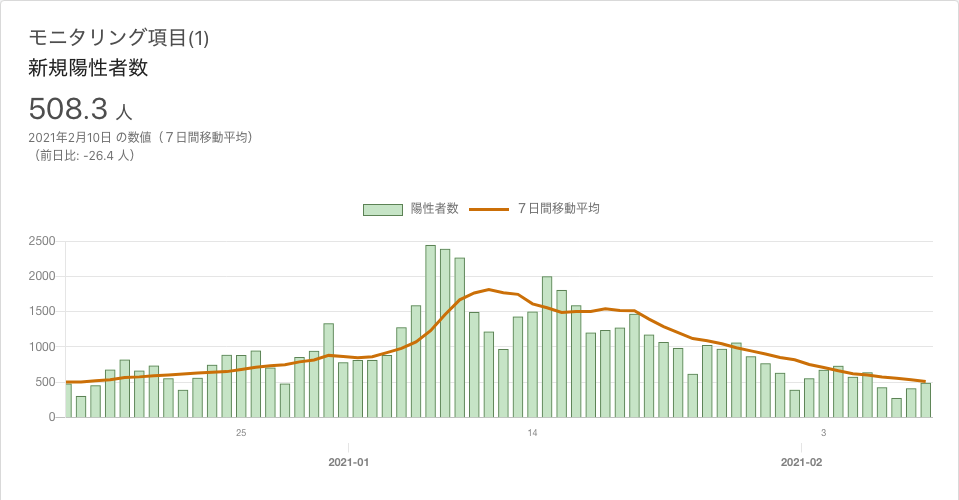 モニタリング項目(1)
新規陽性者数
508.3 人
2021年2月10日 の数値（７日間移動平均）
（前日比: -26.4 人）
陽性者数 ７日間移動平均
2500
2000
1500
1000
500
0
25 14 3
2021-01 2021-02